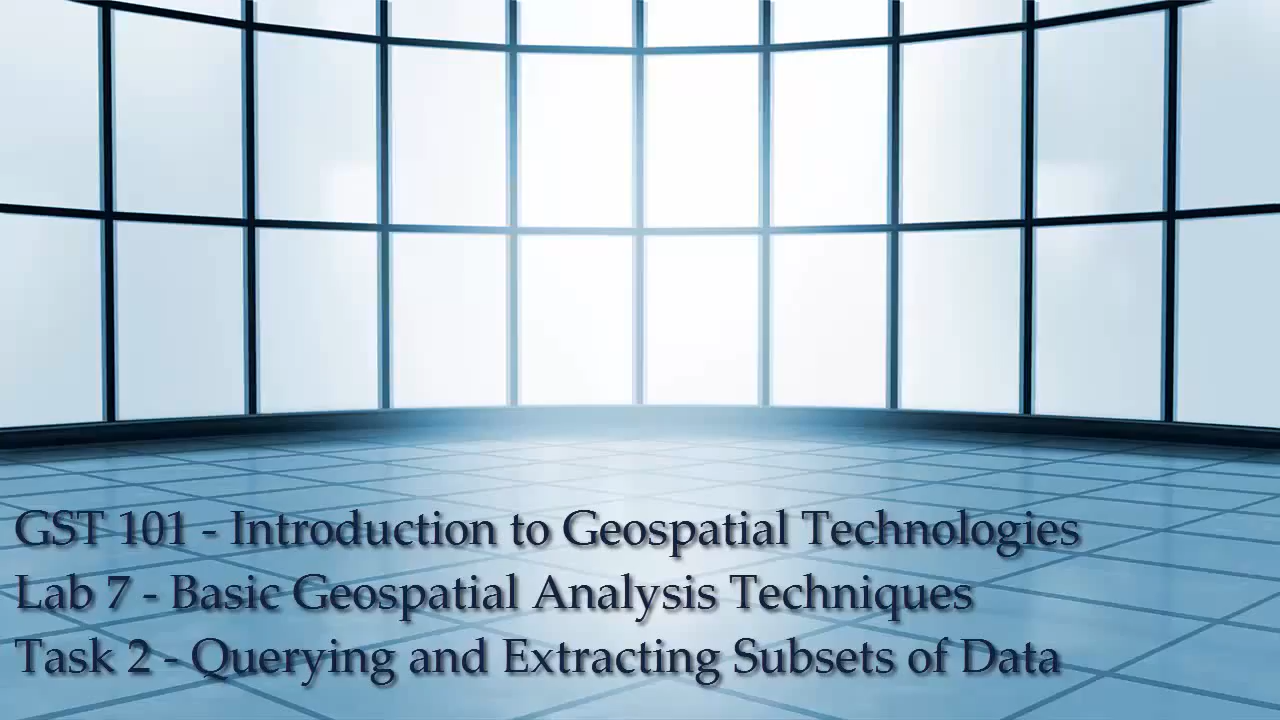 GST 101 - Introduction to Geospatial Technologies
Lab 7 - Basic Geospatial Analysis Techniques
Task 2 - Querying and Extracting Subsets of Data